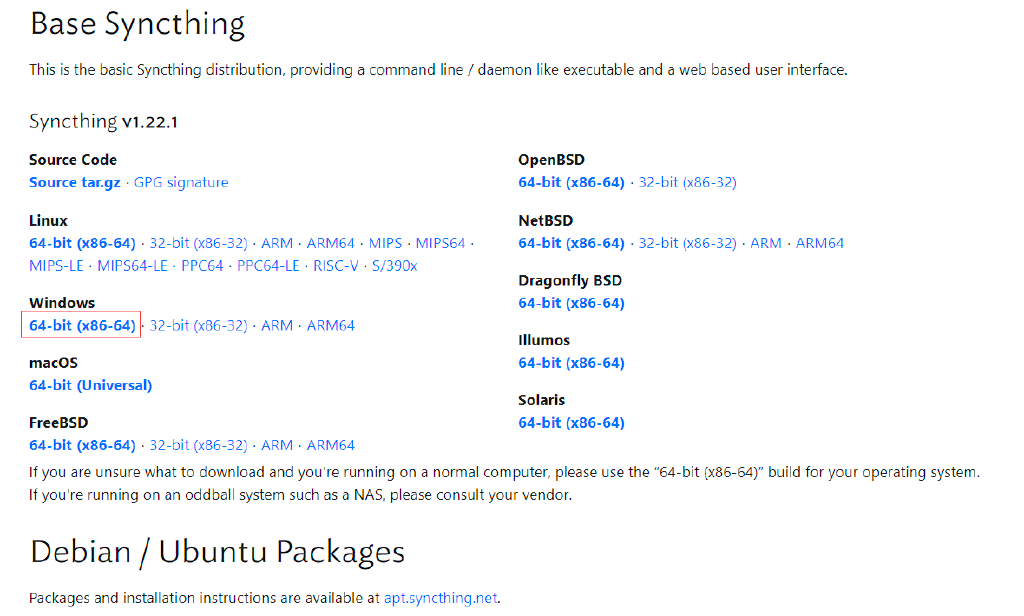 Base Syncthing
This is the basic Syncthing distribution, providing a command line / daemon like executable and a web based user interface.
Syncthing v1.22.1
Source Code
Source tar.gz · GPG signature
Linux
64-bit (x86-64) · 32-bit (x86-32) · ARM · ARM64 · MIPS · MIPS64 ·
MIPS-LE · MIPS64-LE · PPC64 · PPC64-LE · RISC-V · S/390x
Windows
64-bit (x86-64) · 32-bit (x86-32) · ARM · ARM64
macOS
64-bit (Universal)
FreeBSD
64-bit (x86-64) · 32-bit (x86-32) · ARM · ARM64
OpenBSD
64-bit (x86-64) · 32-bit (x86-32)
NetBSD
64-bit (x86-64) · 32-bit (x86-32) · ARM · ARM64
Dragonfly BSD
64-bit (x86-64)
Illumos
64-bit (x86-64)
Solaris
64-bit (x86-64)
If you are unsure what to download and you're running on a normal computer, please use the “64-bit (x86-64)” build for your operating system.
If you're running on an oddball system such as a NAS, please consult your vendor.
Debian / Ubuntu Packages
Packages and installation instructions are available at apt.syncthing.net.